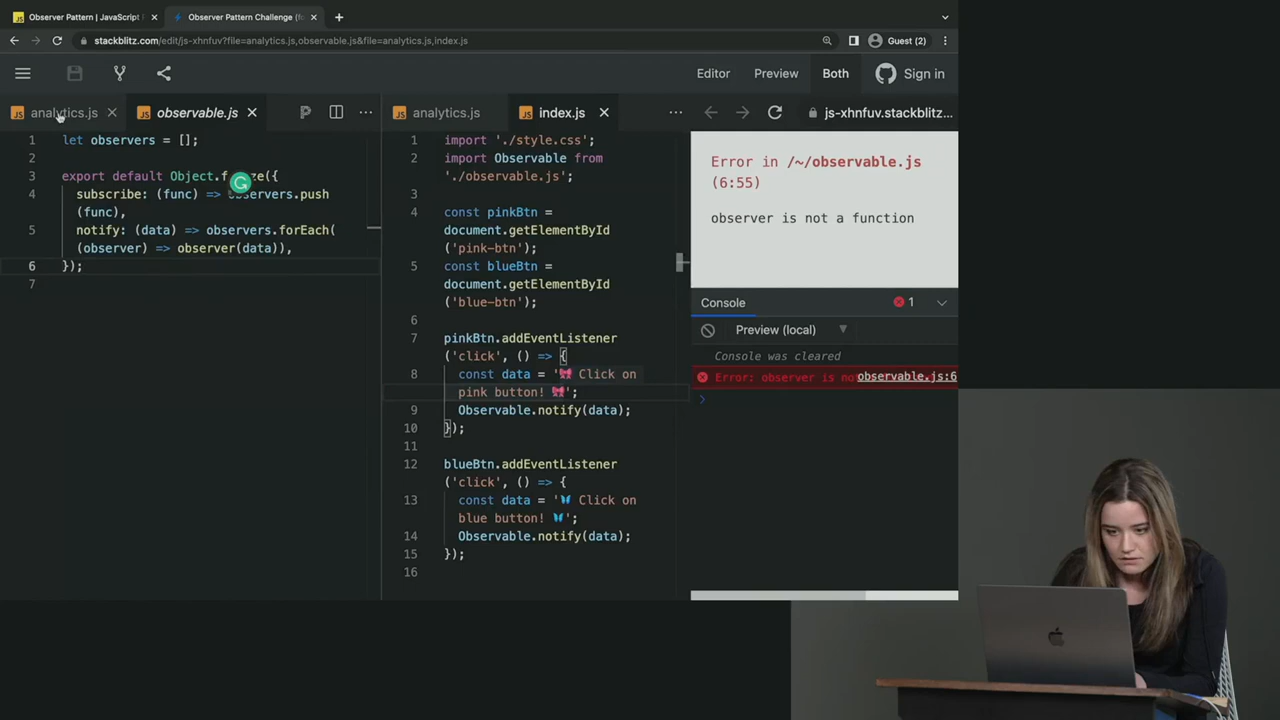 Observer Pattern | JavaScript
Observer Pattern Challenge (fo
stackblitz.com/edit/js-xhnfuv?file=analytics.js,observable.js&file=analytics.js,index.js
Guest (2)
Editor
Preview
Both
Sign in
analytics.js
observable.js
1 let observers = [];
2
3 export default Object.f eze({
4 subscribe: (func) => observers.push
(func),
5 notify: (data) => observers.forEach(
(observer) => observer(data)),
6 });
7
analytics.js
index.js
1 import './style.css';
2 import Observable from
'./observable.js';
3
4 const pinkBtn =
document.getElementById
('pink-btn');
5 const blueBtn =
document.getElementById
('blue-btn');
6
7 pinkBtn.addEventListener
('click', () => {
8 const data = '🎀 Click on
pink button! 🎀';
9 Observable.notify(data);
10 });
11
12 blueBtn.addEventListener
('click', () => {
13 const data = '🦋 Click on
blue button! 🦋';
14 Observable.notify(data);
15 });
16
js-xhnfuv.stackblitz...
Error in /~/observable.js
(6:55)
observer is not a function
Console
1
Preview (local)
Console was cleared
Error: observer is no
observable.js:6